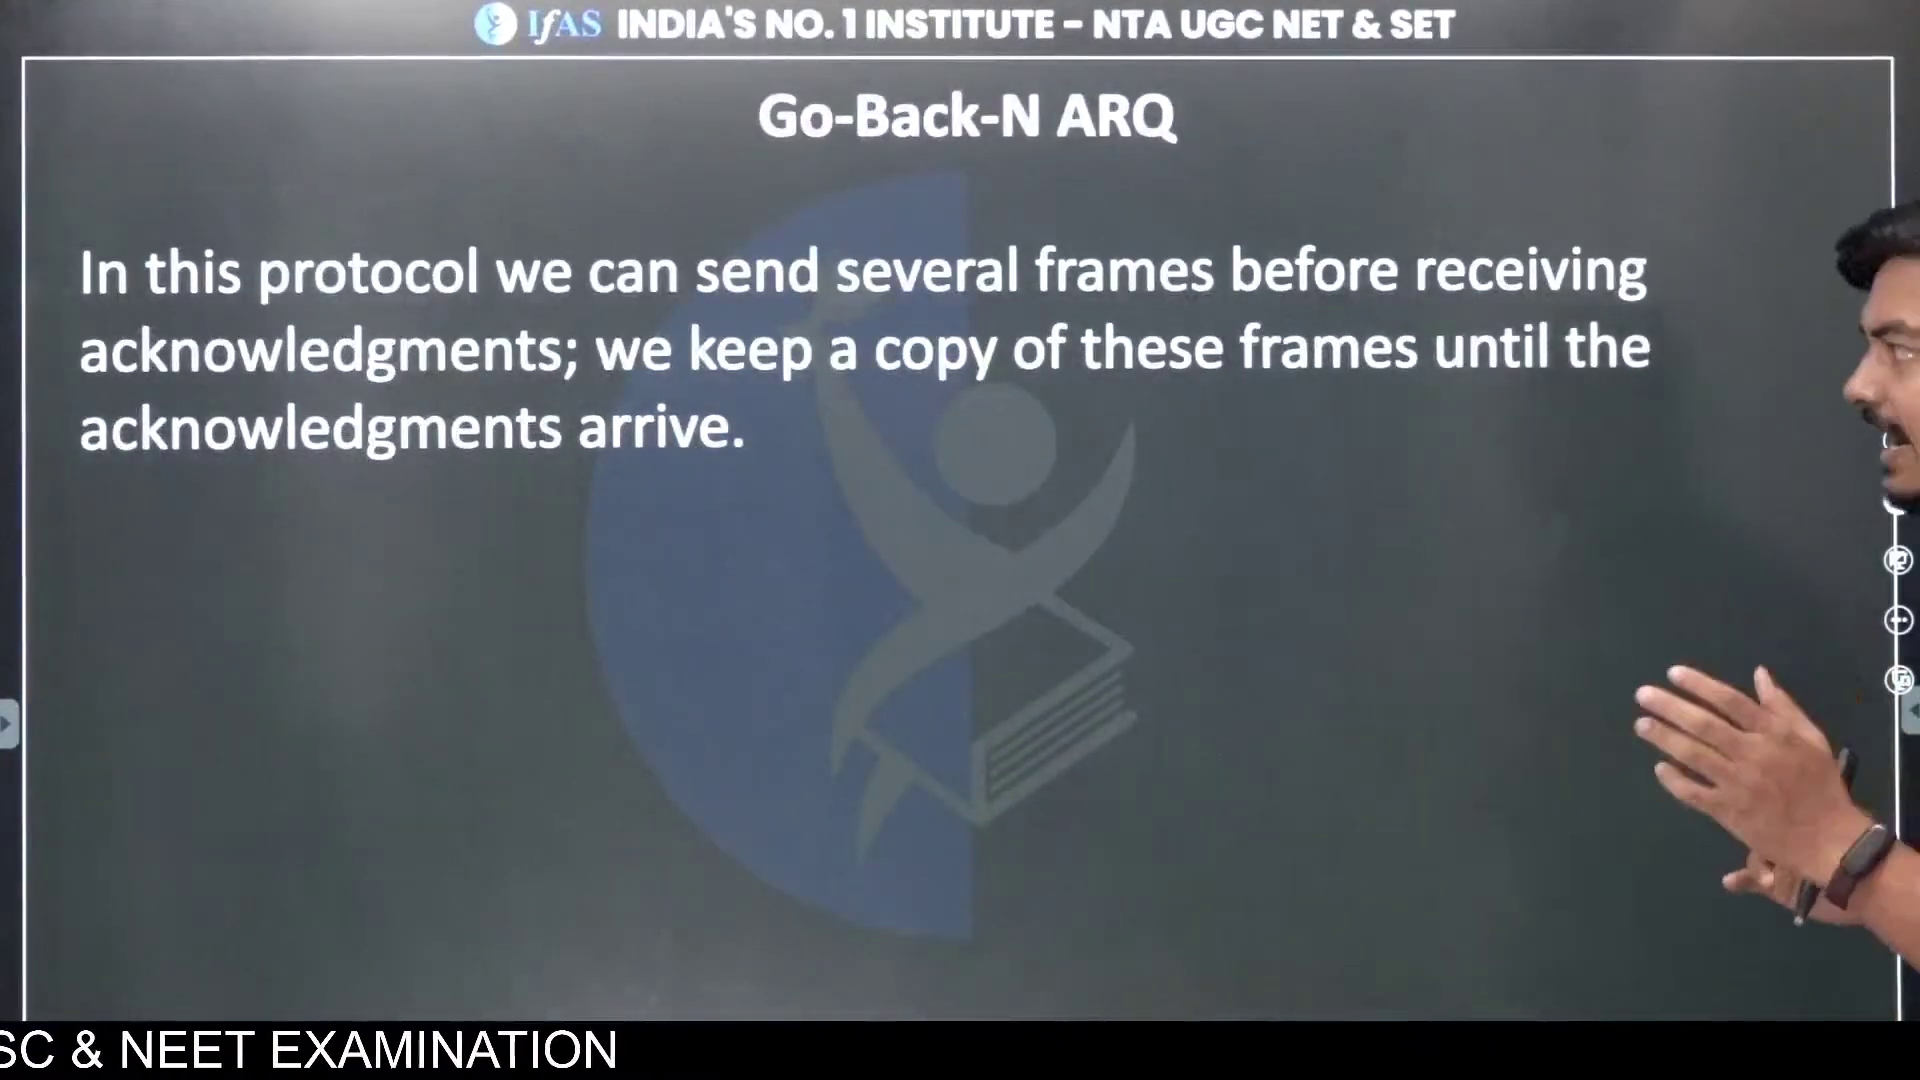 IfAS INDIA'S NO. 1 INSTITUTE – NTA UGC NET & SET
Go-Back-N ARQ
In this protocol we can send several frames before receiving
acknowledgments; we keep a copy of these frames until the
acknowledgments arrive.
SC & NEET EXAMINATION